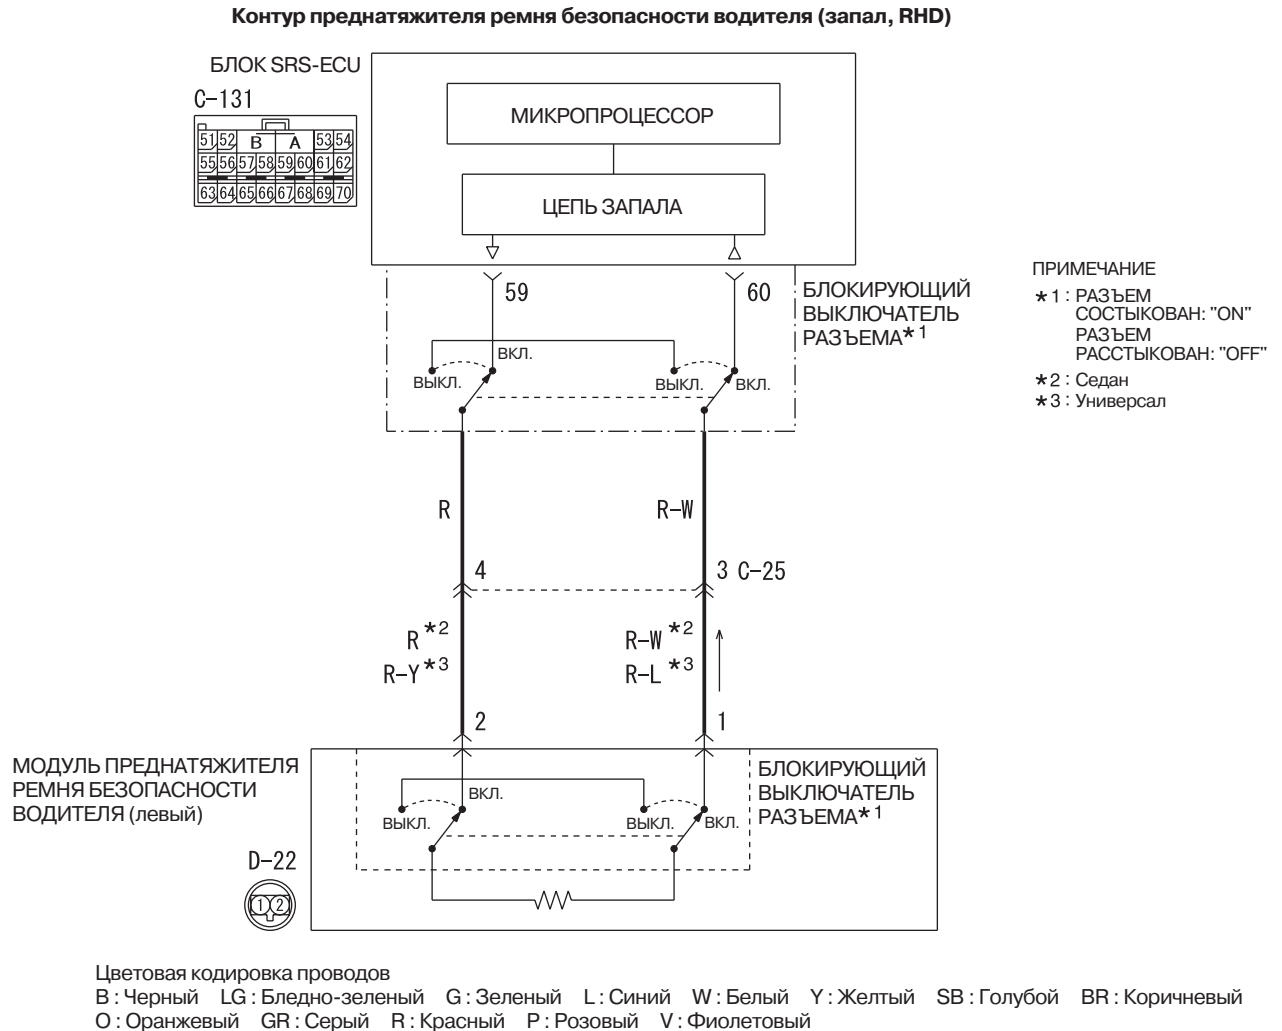 Контур преднатяжителя ремня безопасности водителя (запал, RHD)
БЛОК SRS-ECU
C-131
51 52 B A 53 54
55 56 57 58 59 60 61 62
63 64 65 66 67 68 69 70
МИКРОПРОЦЕССОР
ЦЕПЬ ЗАПАЛА
59
60
БЛОКИРУЮЩИЙ
ВЫКЛЮЧАТЕЛЬ
РАЗЪЕМА*1
ВКЛ.
ВЫКЛ.
ВЫКЛ.
ВКЛ.
ПРИМЕЧАНИЕ
*1 : РАЗЪЕМ
СОСТЫКОВАН: "ON"
РАЗЪЕМ
РАССТЫКОВАН: "OFF"
*2 : Седан
*3 : Универсал
R
R-W
4
3 C-25
R *2
R-Y *3
R-W *2
R-L *3
2
1
МОДУЛЬ ПРЕДНАТЯЖИТЕЛЯ
РЕМНЯ БЕЗОПАСНОСТИ
ВОДИТЕЛЯ (левый)
ВКЛ.
ВЫКЛ.
ВЫКЛ.
ВКЛ.
БЛОКИРУЮЩИЙ
ВЫКЛЮЧАТЕЛЬ
РАЗЪЕМА*1
D-22
1 2
Цветовая кодировка проводов
B : Черный LG : Бледно-зеленый G : Зеленый L : Синий W : Белый Y : Желтый SB : Голубой BR : Коричневый
O : Оранжевый GR : Серый R : Красный P : Розовый V : Фиолетовый